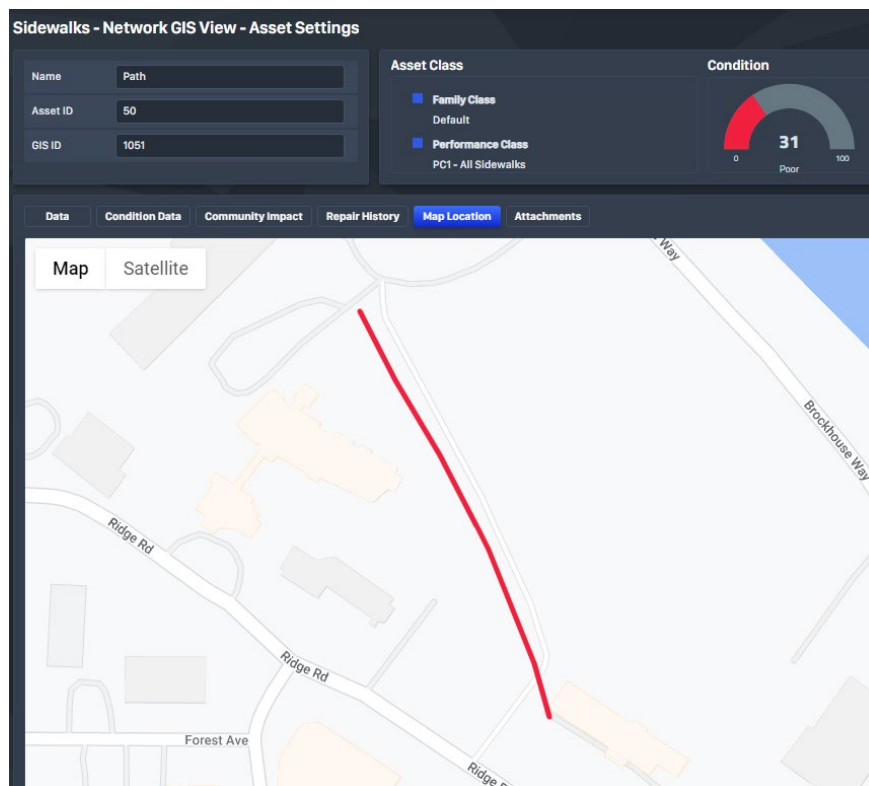 Sidewalks - Network GIS View - Asset Settings
Name
Path
Asset ID
50
GIS ID
1051
Asset Class
Family Class
Default
Performance Class
PC1 - All Sidewalks
Condition
31
0
100
Poor
Data
Condition Data
Community Impact
Repair History
Map Location
Attachments
Map
Satellite
Way
Brockhouse Way
Ridge Rd
Ridge Rd
Forest Ave
Ridge